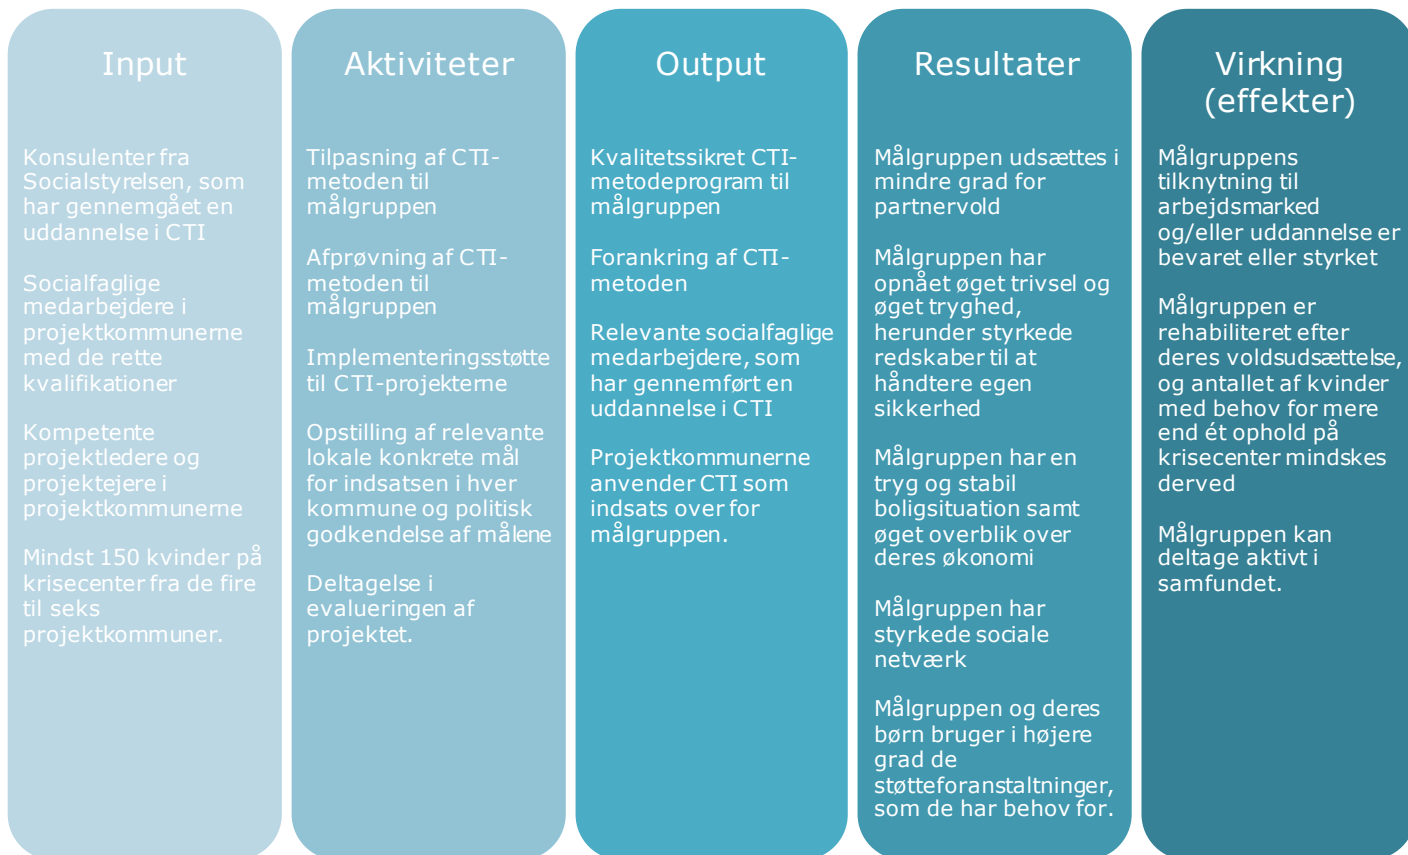 Input
Konsulenter fra
Socialstyrelsen, som
har gennemgået en
uddannelse i CTI
Socialfaglige
medarbejdere i
projektkommunerne
med de rette
kvalifikationer
Kompetente
projektledere og
projektejere i
projektkommunerne
Mindst 150 kvinder på
krisecenter fra de fire
til seks
projektkommuner.
Aktiviteter
Tilpasning af CTI-
metoden til
målgruppen
Afprøvning af CTI-
metoden til
målgruppen
Implementeringsstøtte
til CTI-projekterne
Opstilling af relevante
lokale konkrete mål
for indsatsen i hver
kommune og politisk
godkendelse af målene
Deltagelse i
evalueringen af
projektet.
Output
Kvalitetssikret CTI-
metodeprogram til
målgruppen
Forankring af CTI-
metoden
Relevante socialfaglige
medarbejdere, som
har gennemført en
uddannelse i CTI
Projektkommunerne
anvender CTI som
indsats over for
målgruppen.
Resultater
Målgruppen udsættes i
mindre grad for
partnervold
Målgruppen har
opnået øget trivsel og
øget tryghed,
herunder styrkede
redskaber til at
håndtere egen
sikkerhed
Målgruppen har en
tryg og stabil
boligsituation samt
øget overblik over
deres økonomi
Målgruppen har
styrkede sociale
netværk
Målgruppen og deres
børn bruger i højere
grad de
støtteforanstaltninger,
som de har behov for.
Virkning
(effekter)
Målgruppens
tilknytning til
arbejdsmarked
og/eller uddannelse er
bevaret eller styrket
Målgruppen er
rehabiliteret efter
deres voldsudsættelse,
og antallet af kvinder
med behov for mere
end ét ophold på
krisecenter mindskes
derved
Målgruppen kan
deltage aktivt i
samfundet.